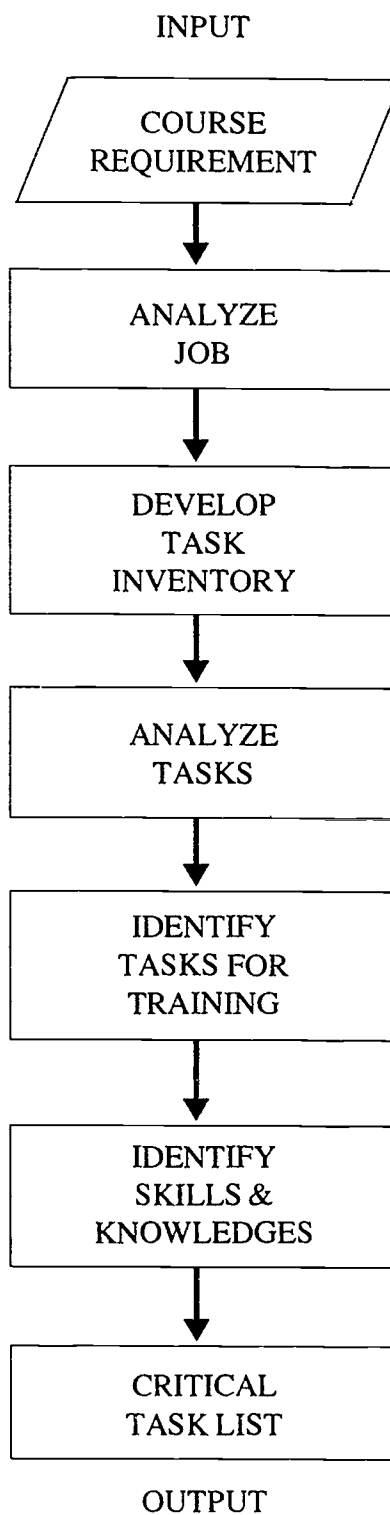 INPUT
COURSE
REQUIREMENT
ANALYZE
JOB
DEVELOP
TASK
INVENTORY
ANALYZE
TASKS
IDENTIFY
TASKS FOR
TRAINING
IDENTIFY
SKILLS &
KNOWLEDGES
CRITICAL
TASK LIST
OUTPUT